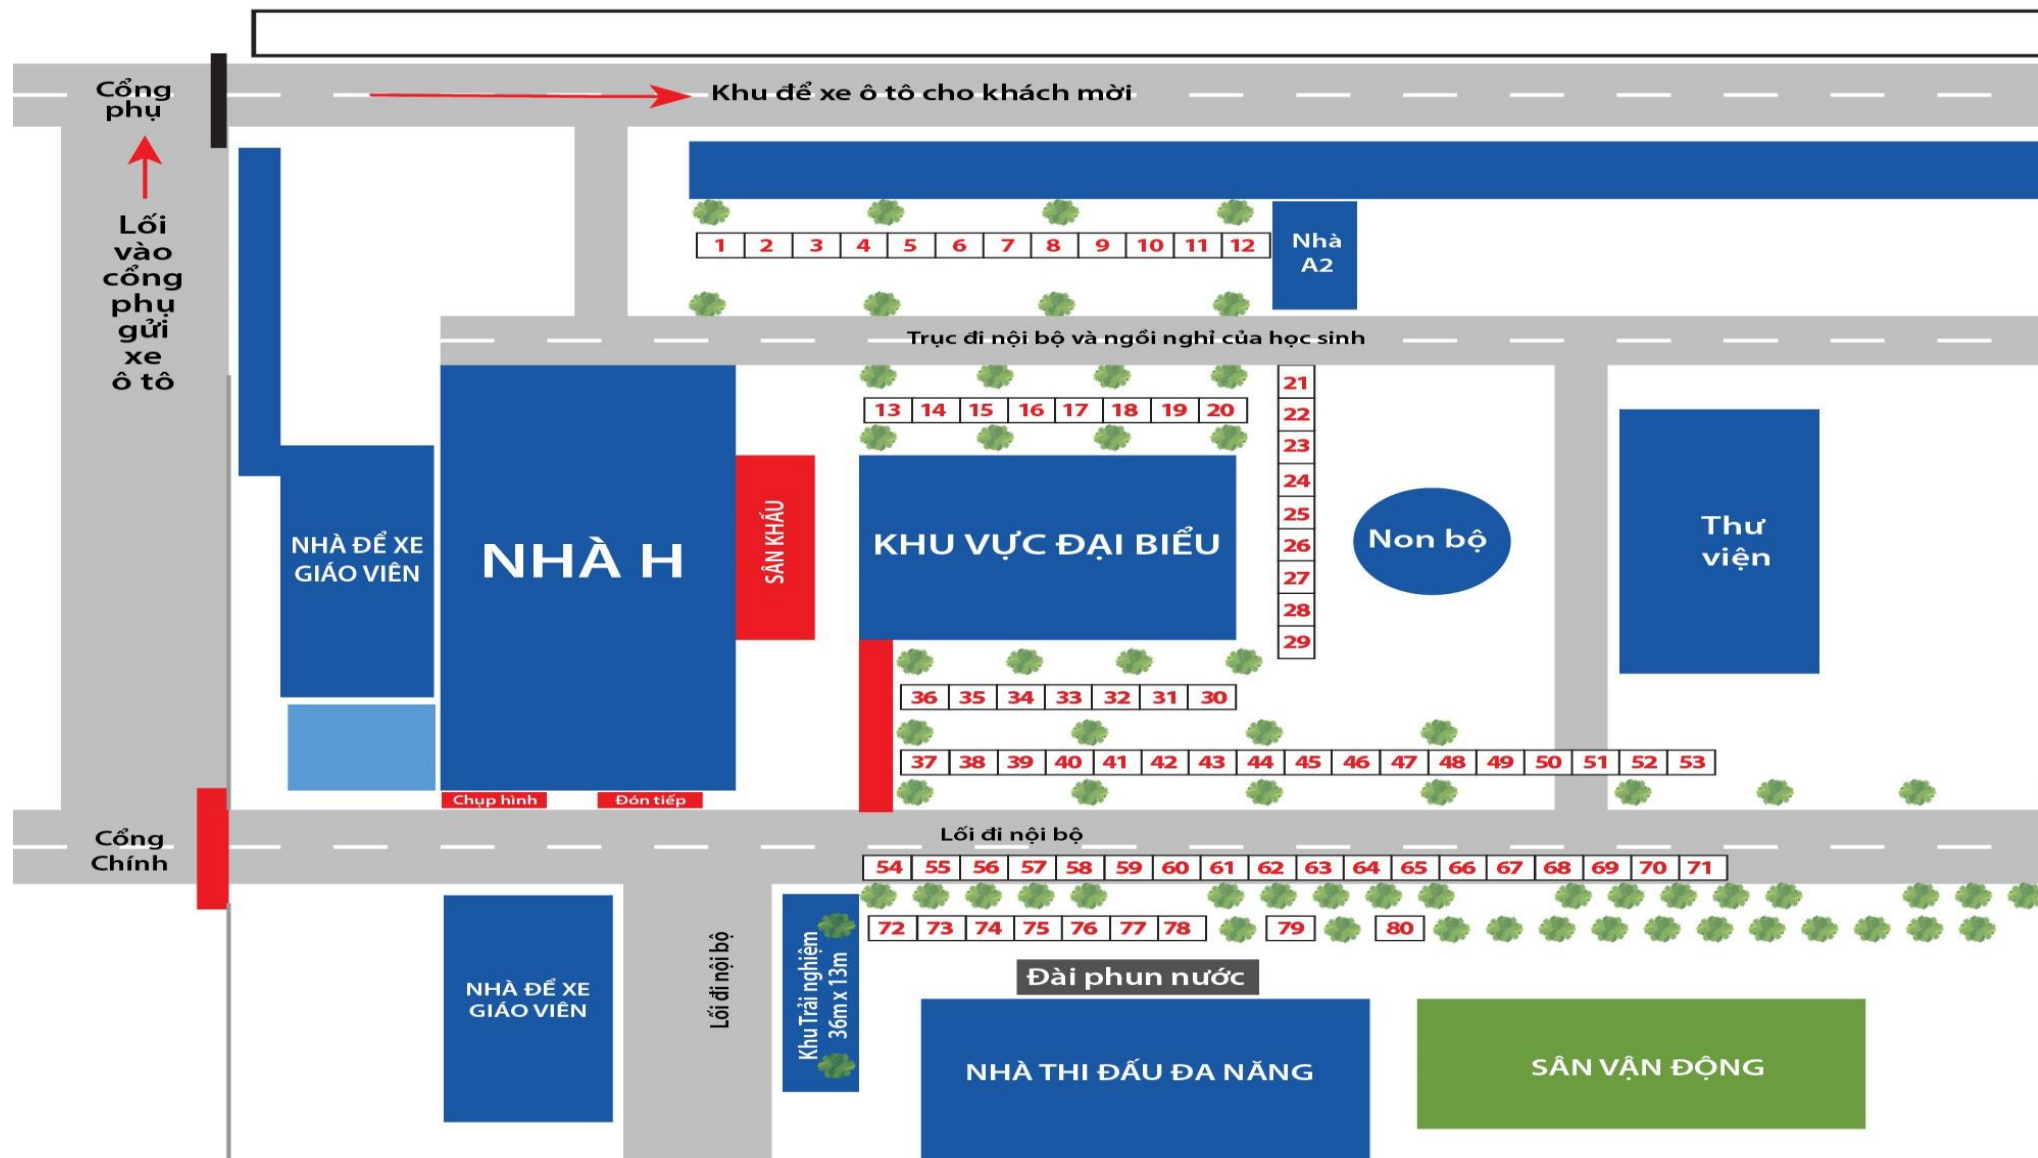 Cổng
phụ
Khu để xe ô tô cho khách mời
Lối
vào
cổng
phụ
gửi
xe
ô tô
1 2 3 4 5 6 7 8 9 10 11 12
Nhà
A2
Trục đi nội bộ và ngồi nghỉ của học sinh
13 14 15 16 17 18 19 20
21
22
23
24
25
26
27
28
29
NHÀ ĐỂ XE
GIÁO VIÊN
NHÀ H
SÂN KHẤU
KHU VỰC ĐẠI BIỂU
Non bộ
Thư
viện
36 35 34 33 32 31 30
37 38 39 40 41 42 43 44 45 46 47 48 49 50 51 52 53
Chụp hình
Đón tiếp
Cổng
Chính
Lối đi nội bộ
54 55 56 57 58 59 60 61 62 63 64 65 66 67 68 69 70 71
72 73 74 75 76 77 78 79 80
NHÀ ĐỂ XE
GIÁO VIÊN
Lối đi nội bộ
Khu Trải nghiệm
36m x 13m
Đài phun nước
NHÀ THI ĐẤU ĐA NĂNG
SÂN VẬN ĐỘNG